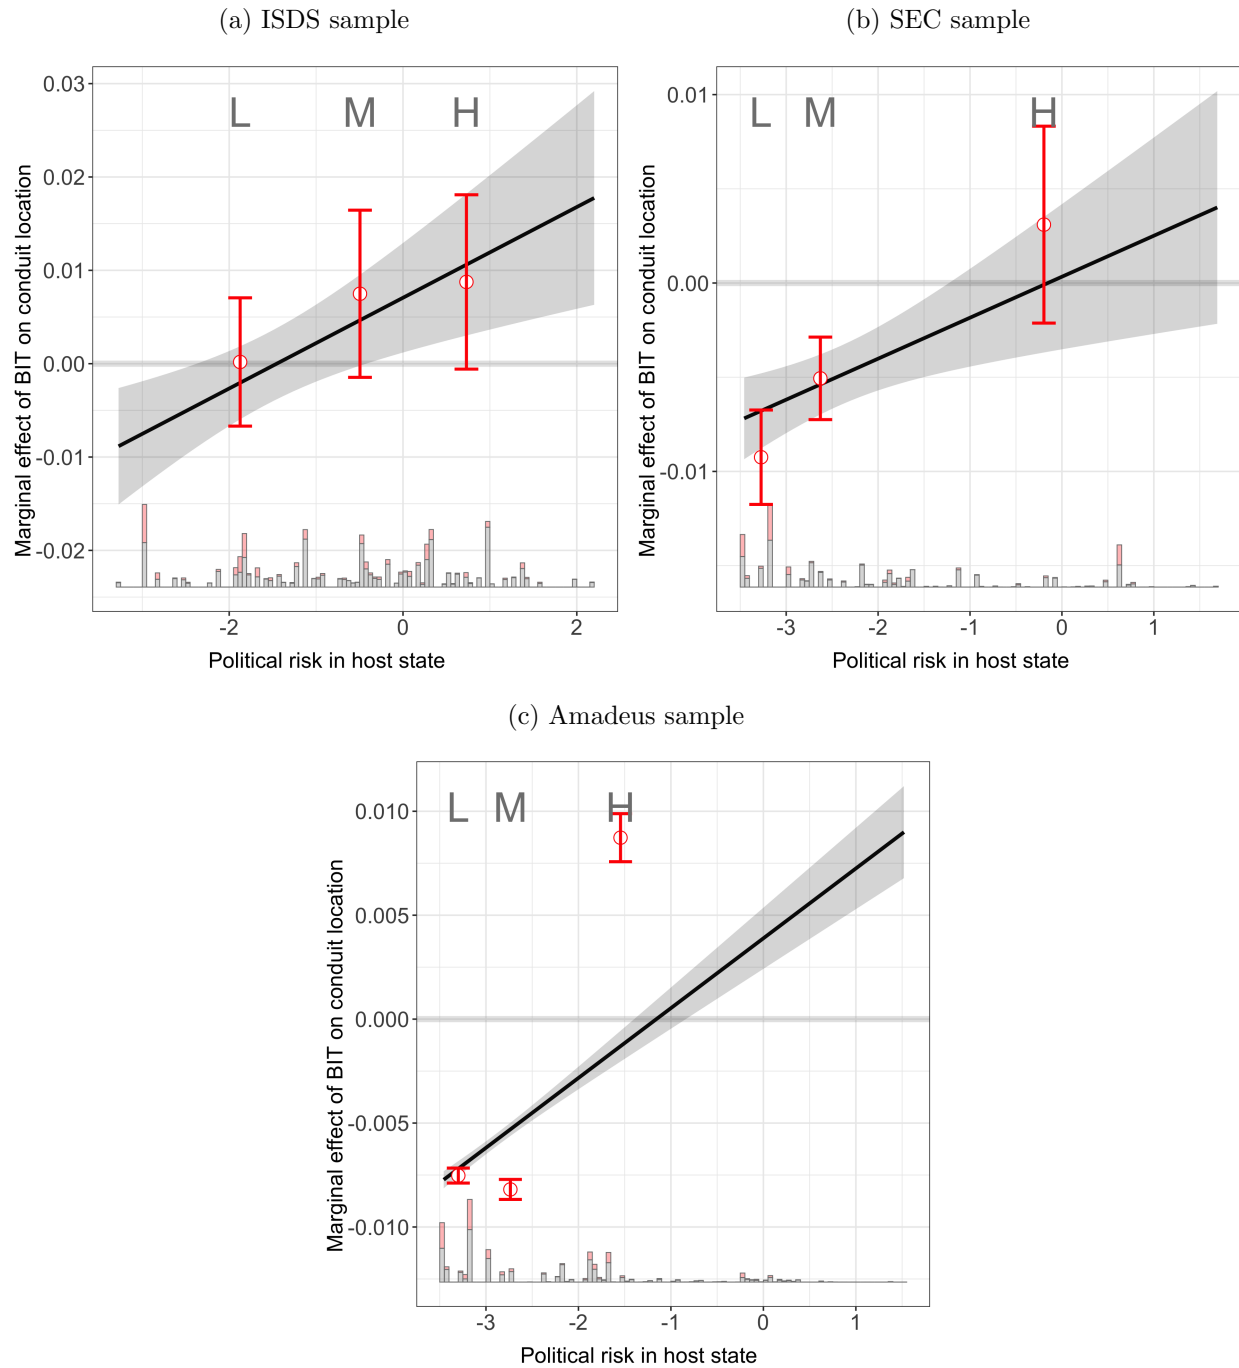 (a) ISDS sample
(b) SEC sample
Marginal effect of BIT on conduit location
0.03
0.02
0.01
0.00
-0.01
-0.02
L M H
-2 0 2
Political risk in host state
Marginal effect of BIT on conduit location
0.01
0.00
-0.01
L M H
-3 -2 -1 0 1
Political risk in host state
(c) Amadeus sample
Marginal effect of BIT on conduit location
0.010
0.005
0.000
-0.005
-0.010
L M H
-3 -2 -1 0 1
Political risk in host state